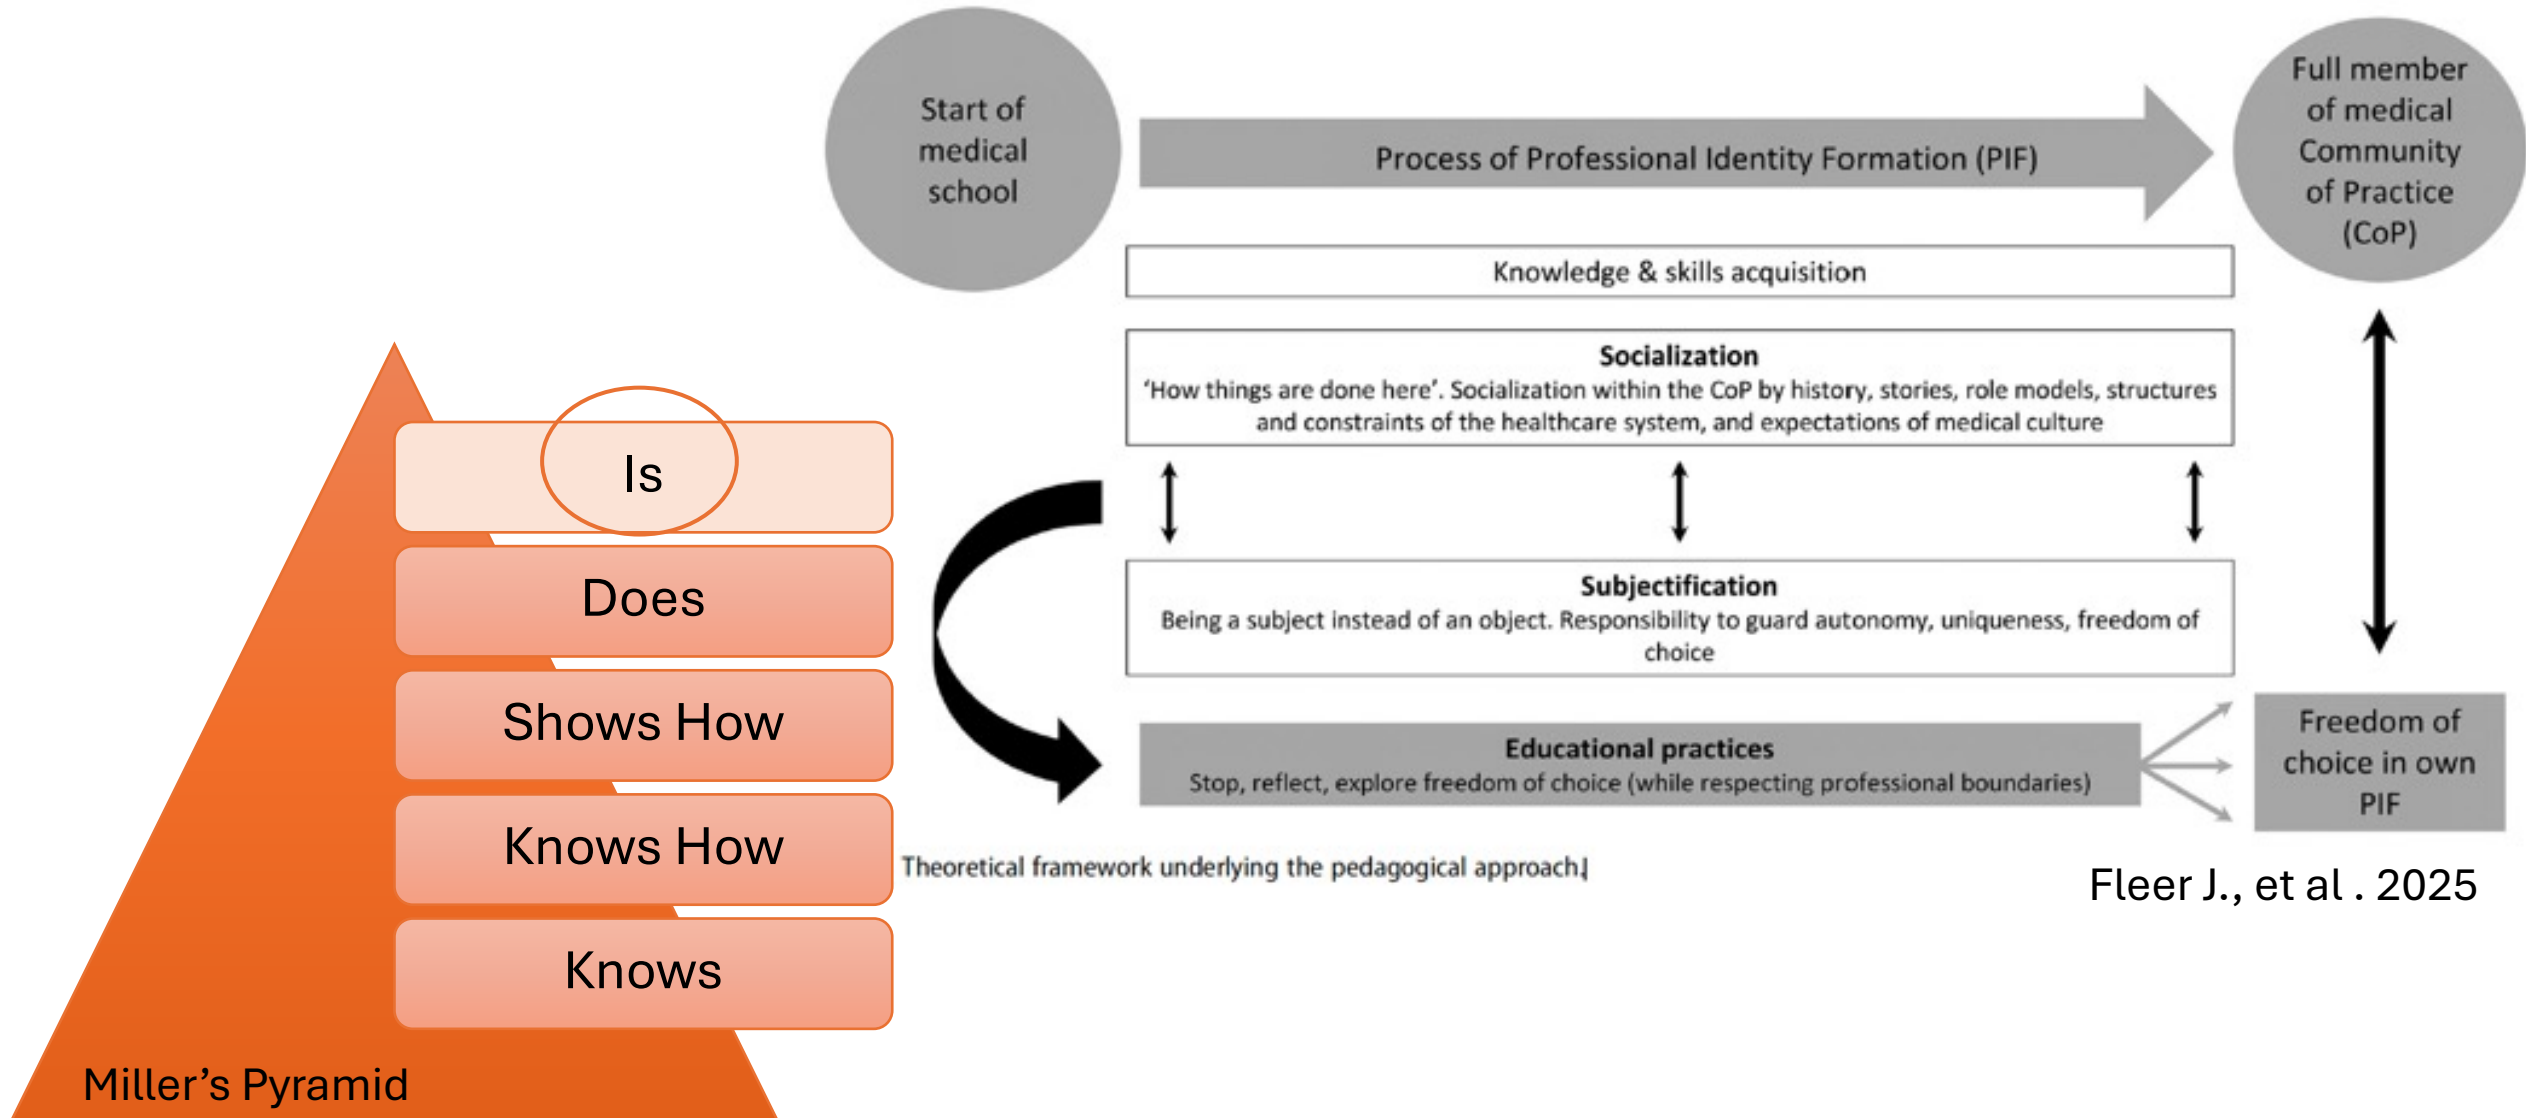 Start of
medical
school
Process of Professional Identity Formation (PIF)
Full member
of medical
Community
of Practice
(CoP)
Knowledge & skills acquisition
Socialization
‘How things are done here’. Socialization within the CoP by history, stories, role models, structures
and constraints of the healthcare system, and expectations of medical culture
Subjectification
Being a subject instead of an object. Responsibility to guard autonomy, uniqueness, freedom of
choice
Educational practices
Stop, reflect, explore freedom of choice (while respecting professional boundaries)
Freedom of
choice in own
PIF
Theoretical framework underlying the pedagogical approach.
Fleer J., et al . 2025
Is
Does
Shows How
Knows How
Knows
Miller’s Pyramid